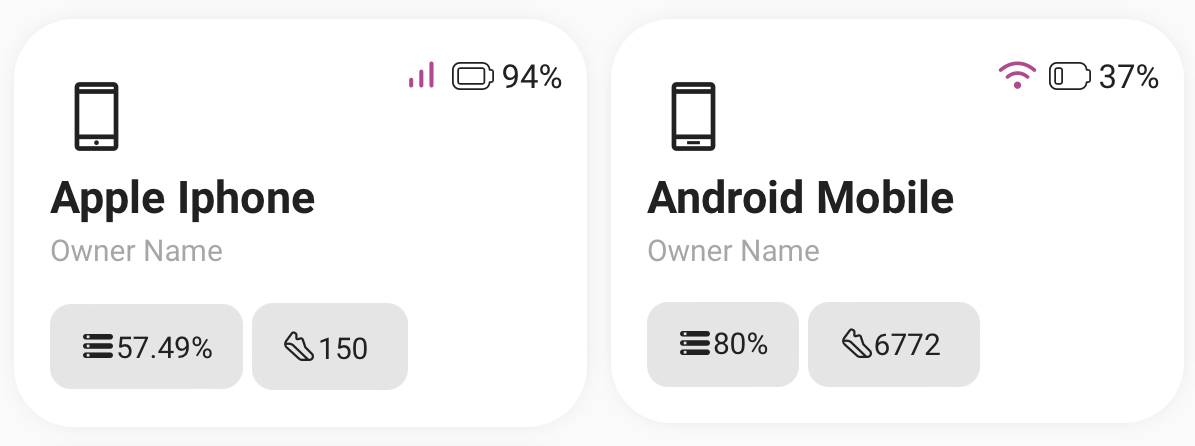 94%
Apple Iphone
Owner Name
57.49% 150
37%
Android Mobile
Owner Name
80% 6772